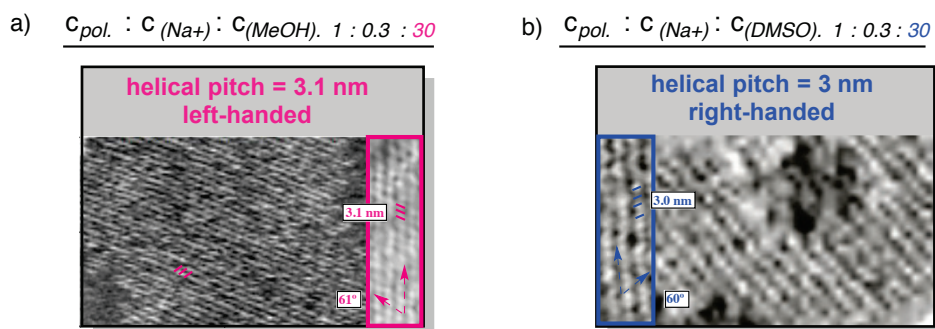 a) cpol. : c (Na+) : c(MeOH). 1 : 0.3 : 30
helical pitch = 3.1 nm
left-handed
3.1 nm
61º
b) cpol. : c (Na+) : c(DMSO). 1 : 0.3 : 30
helical pitch = 3 nm
right-handed
3.0 nm
60º